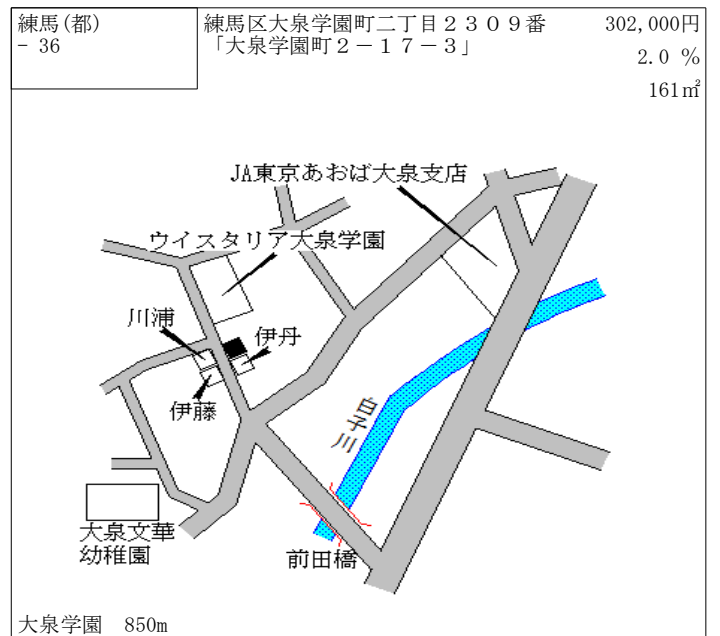 練馬(都)
- 36
練馬区大泉学園町二丁目２３０９番
「大泉学園町２－１７－３」
302,000円
2.0 %
161㎡
JA東京あおば大泉支店
ウイスタリア大泉学園
川浦
伊丹
伊藤
白子川
大泉文華
幼稚園
前田橋
大泉学園 850m